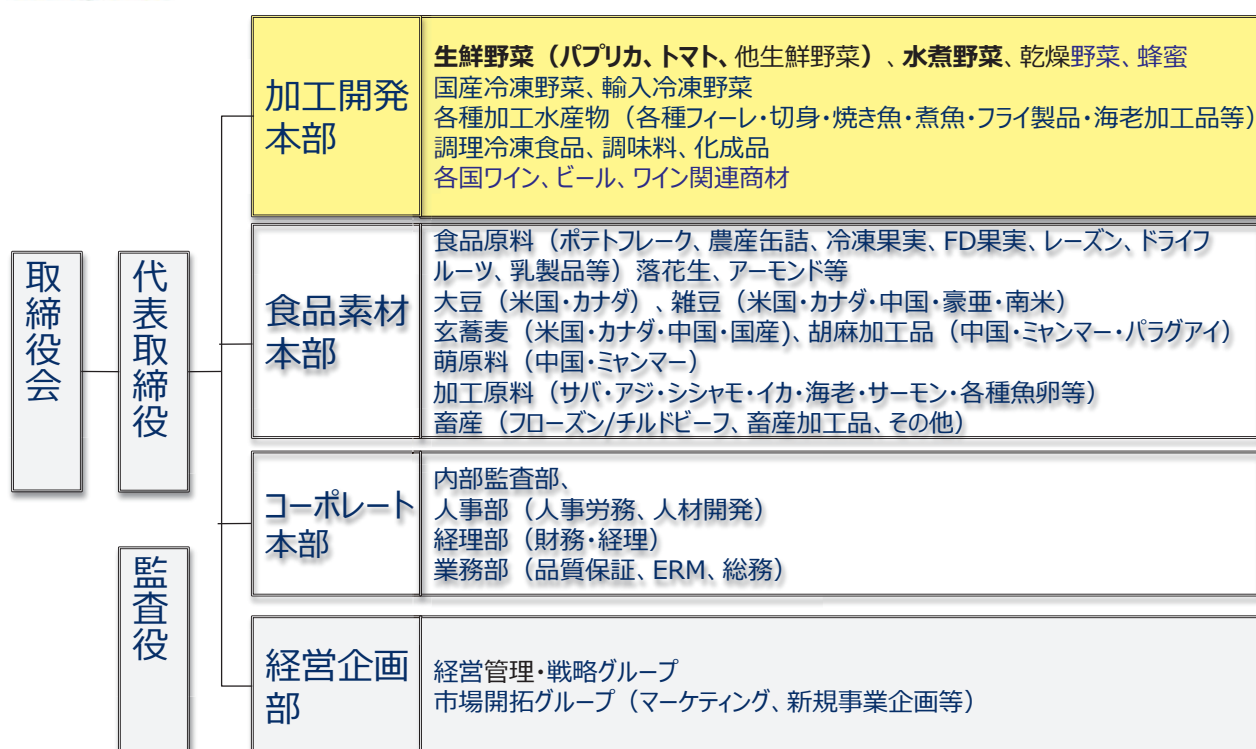 取締役会
代表取締役
監査役
加工開発
本部
生鮮野菜（パプリカ、トマト、他生鮮野菜）、水煮野菜、乾燥野菜、蜂蜜
国産冷凍野菜、輸入冷凍野菜
各種加工水産物（各種フィーレ・切身・焼き魚・煮魚・フライ製品・海老加工品等）
調理冷凍食品、調味料、化成品
各国ワイン、ビール、ワイン関連商材
食品素材
本部
食品原料（ポテトフレーク、農産缶詰、冷凍果実、FD果実、レーズン、ドライフ
ルーツ、乳製品等）落花生、アーモンド等
大豆（米国・カナダ）、雑豆（米国・カナダ・中国・豪亜・南米）
玄蕎麦（米国・カナダ・中国・国産)、胡麻加工品（中国・ミャンマー・パラグアイ）
萌原料（中国・ミャンマー）
加工原料（サバ・アジ・シシャモ・イカ・海老・サーモン・各種魚卵等）
畜産（フローズン/チルドビーフ、畜産加工品、その他）
コーポレート
本部
内部監査部、
人事部（人事労務、人材開発）
経理部（財務・経理）
業務部（品質保証、ERM、総務）
経営企画
部
経営管理・戦略グループ
市場開拓グループ（マーケティング、新規事業企画等）